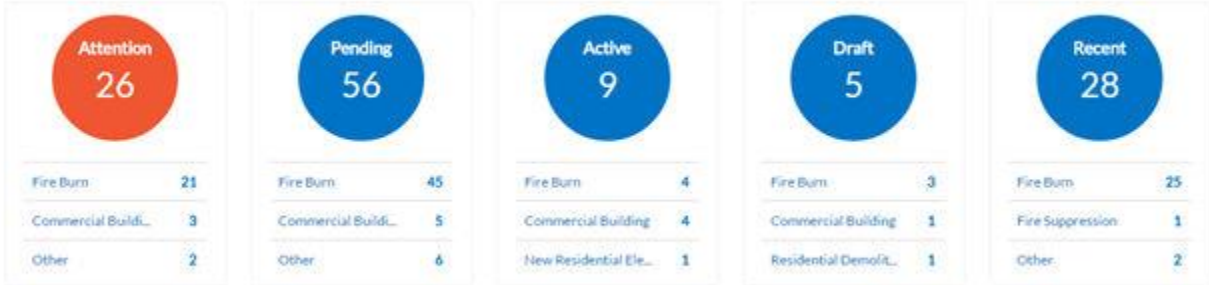 Attention
26
Fire Burn 21
Commercial Buildi... 3
Other 2
Pending
56
Fire Burn 45
Commercial Buildi... 5
Other 6
Active
9
Fire Burn 4
Commercial Building 4
New Residential Ele... 1
Draft
5
Fire Burn 3
Commercial Building 1
Residential Demolit... 1
Recent
28
Fire Burn 25
Fire Suppression 1
Other 2